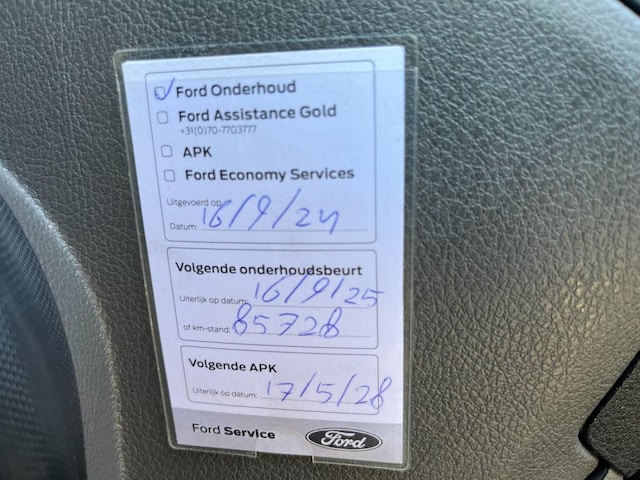 Ford Onderhoud
Ford Assistance Gold
+31(0)70-7703777
APK
Ford Economy Services
Uitgevoerd op
Datum: 16/9/24
Volgende onderhoudsbeurt
Uiterlijk op datum: 16/9/25
of km-stand: 85728
Volgende APK
Uiterlijk op datum: 17/5/28
Ford Service
Ford